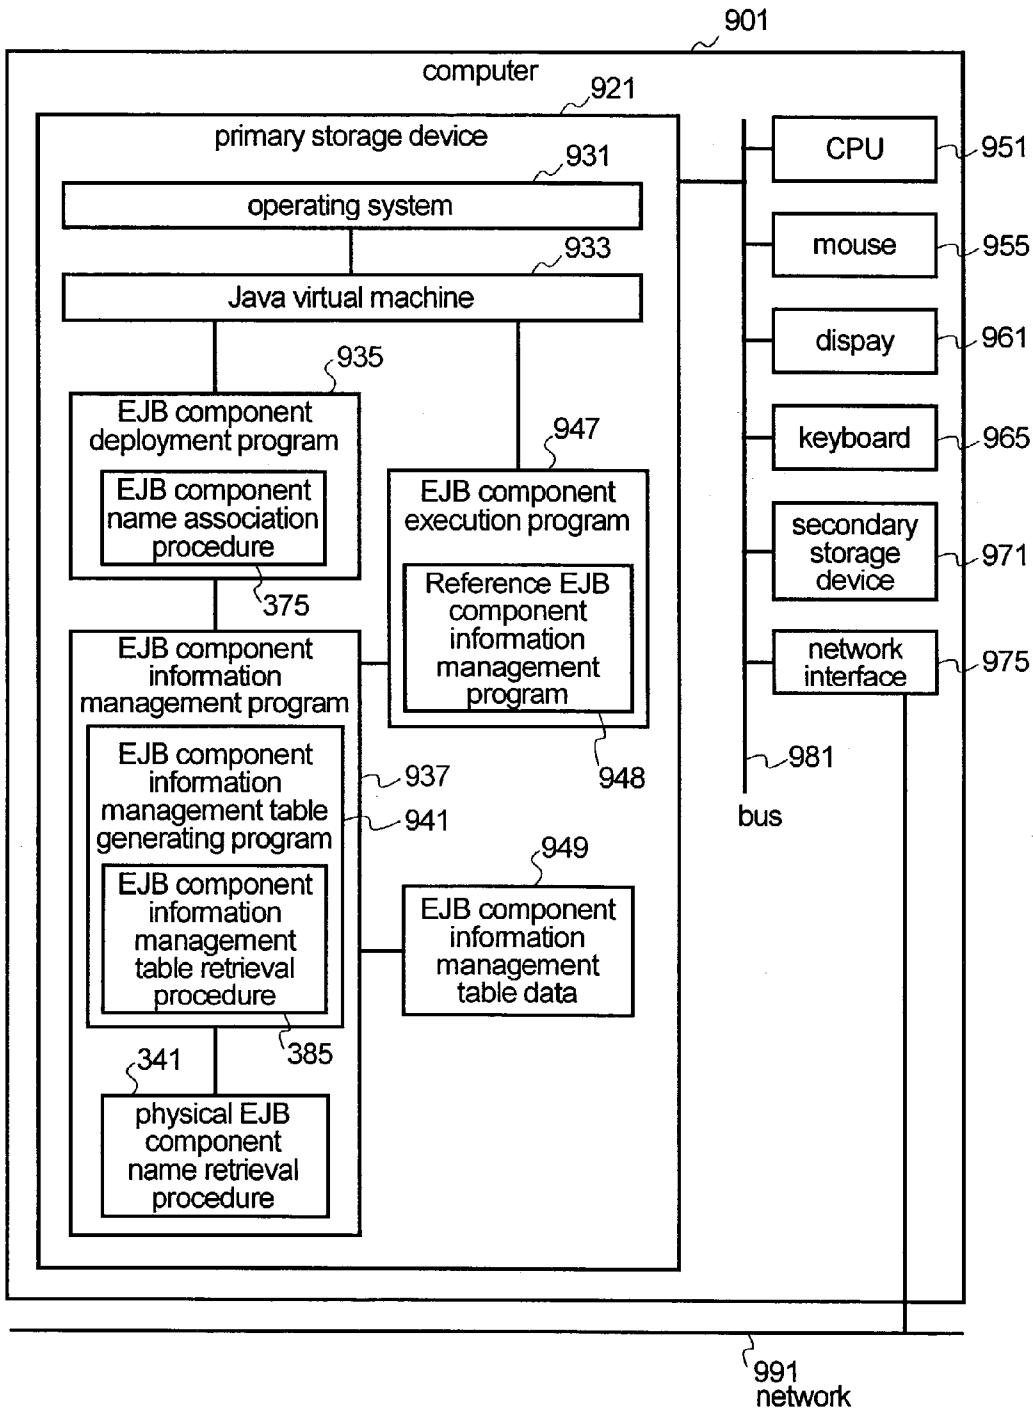 901
computer
921
primary storage device
931
operating system
933
Java virtual machine
935
EJB component
deployment program
EJB component
name association
procedure
375
947
EJB component
execution program
Reference EJB
component
information
management
program
948
EJB component
information
management program
937
EJB component
information
management table
generating program
941
EJB component
information
management
table retrieval
procedure
385
949
EJB component
information
management
table data
341
physical EJB
component
name retrieval
procedure
CPU
951
mouse
955
dispay
961
keyboard
965
secondary
storage
device
971
network
interface
975
981
bus
991
network